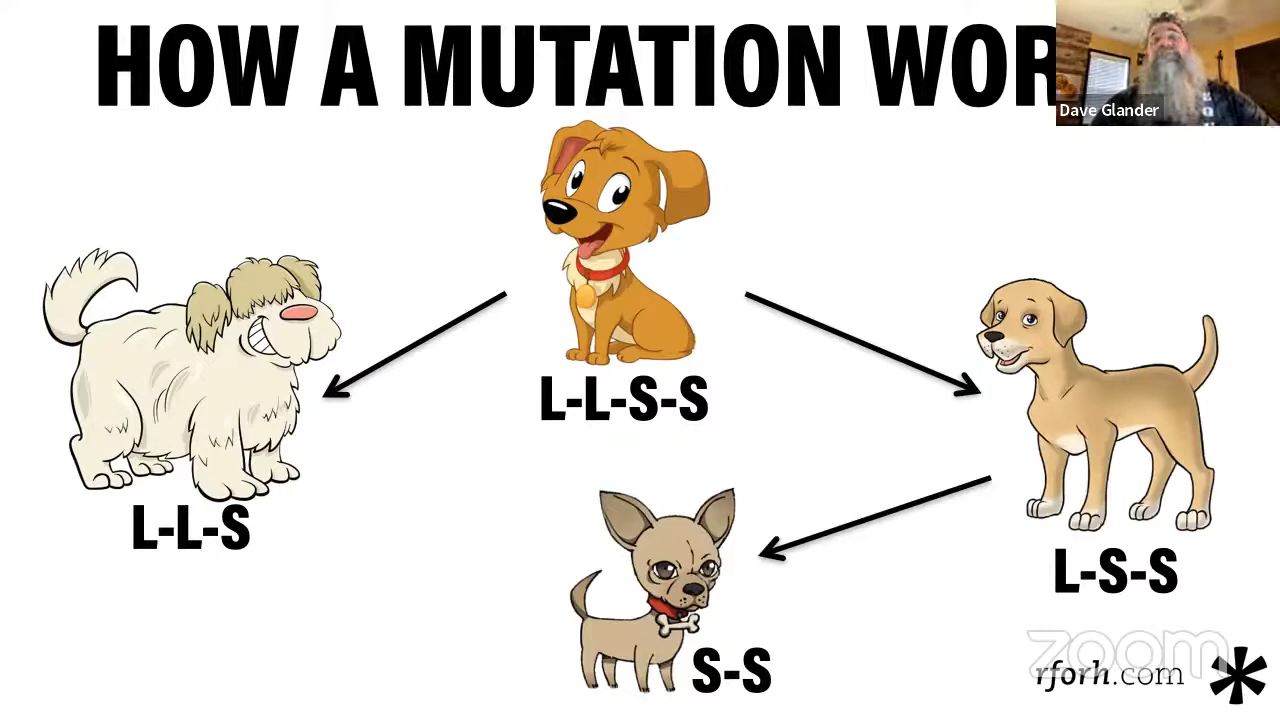 HOW A MUTATION WOR
Dave Glander
L-L-S-S
L-L-S
L-S-S
S-S
zoom
rforh.com